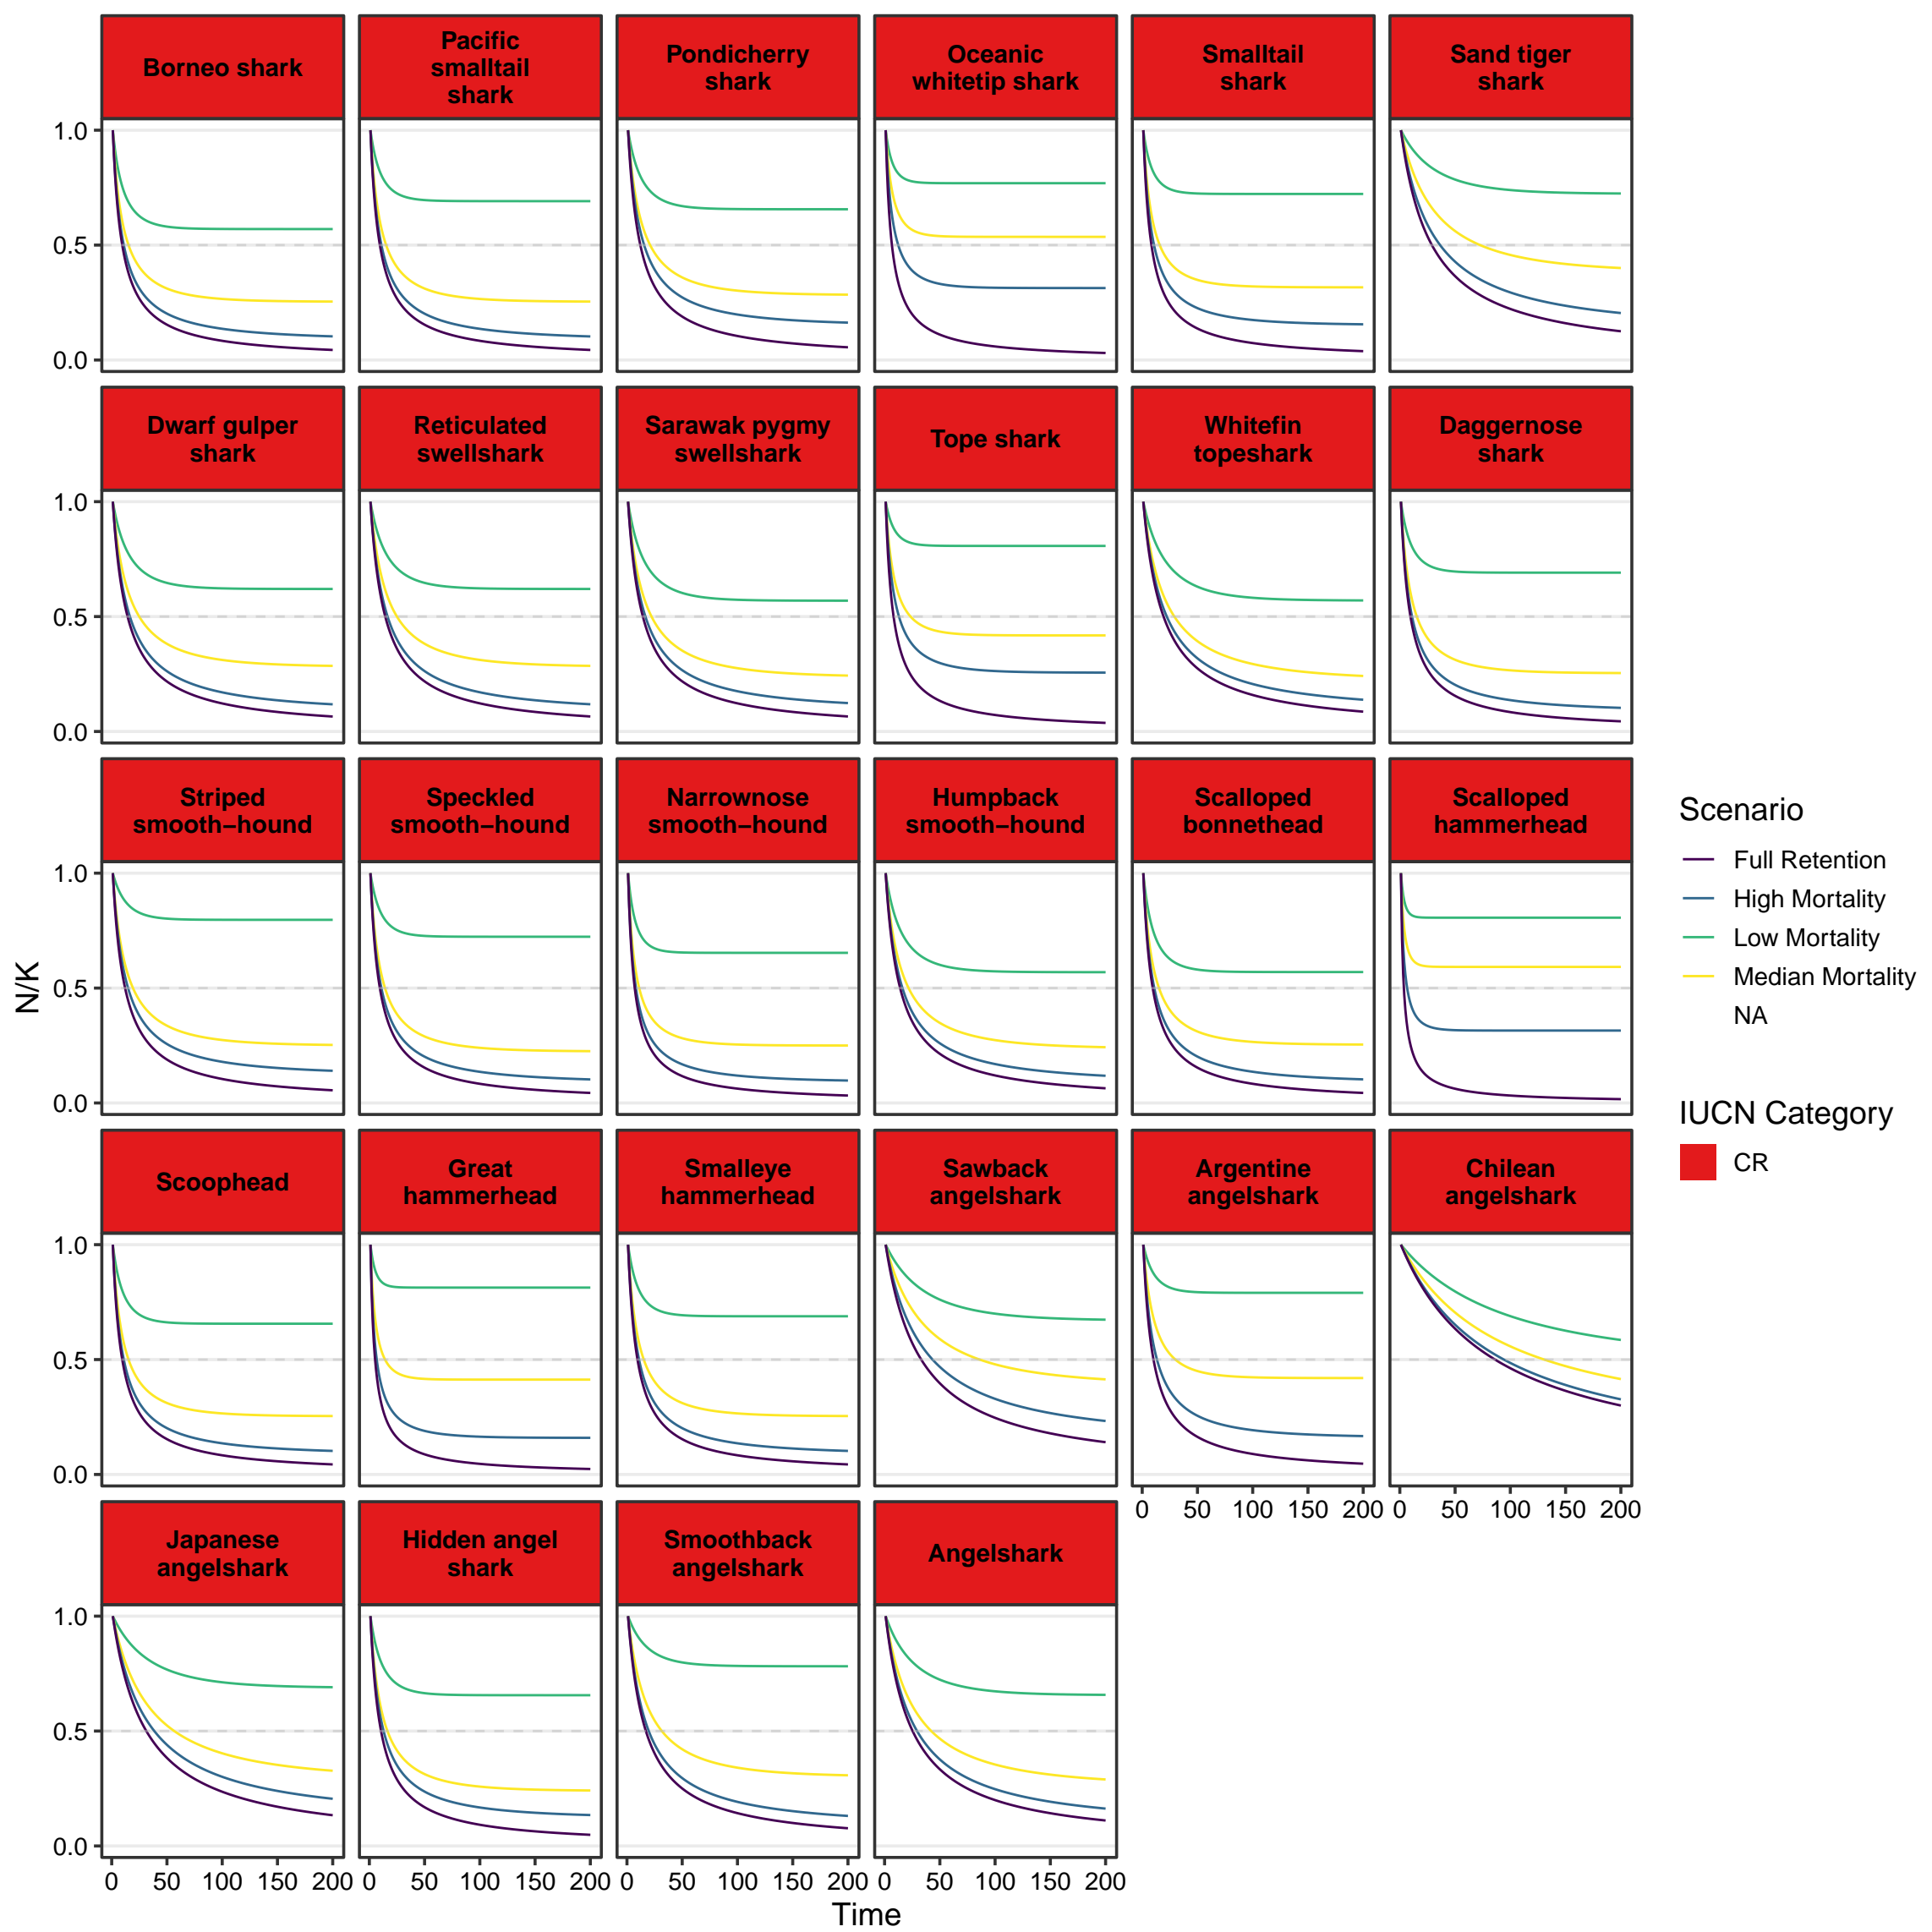 Borneo shark
Pacific
smalltail
shark
Pondicherry
shark
Oceanic
whitetip shark
Smalltail
shark
Sand tiger
shark
1.0
0.5
0.0
Dwarf gulper
shark
Reticulated
swellshark
Sarawak pygmy
swellshark
Tope shark
Whitefin
topeshark
Daggernose
shark
1.0
0.5
0.0
Striped
smooth−hound
Speckled
smooth−hound
Narrownose
smooth−hound
Humpback
smooth−hound
Scalloped
bonnethead
Scalloped
hammerhead
1.0
0.5
0.0
Scoophead
Great
hammerhead
Smalleye
hammerhead
Sawback
angelshark
Argentine
angelshark
Chilean
angelshark
1.0
0.5
0.0
0 50 100 150 200
0 50 100 150 200
Japanese
angelshark
Hidden angel
shark
Smoothback
angelshark
Angelshark
1.0
0.5
0.0
0 50 100 150 200
0 50 100 150 200
0 50 100 150 200
0 50 100 150 200
Time
N/K
Scenario
Full Retention
High Mortality
Low Mortality
Median Mortality
NA
IUCN Category
CR